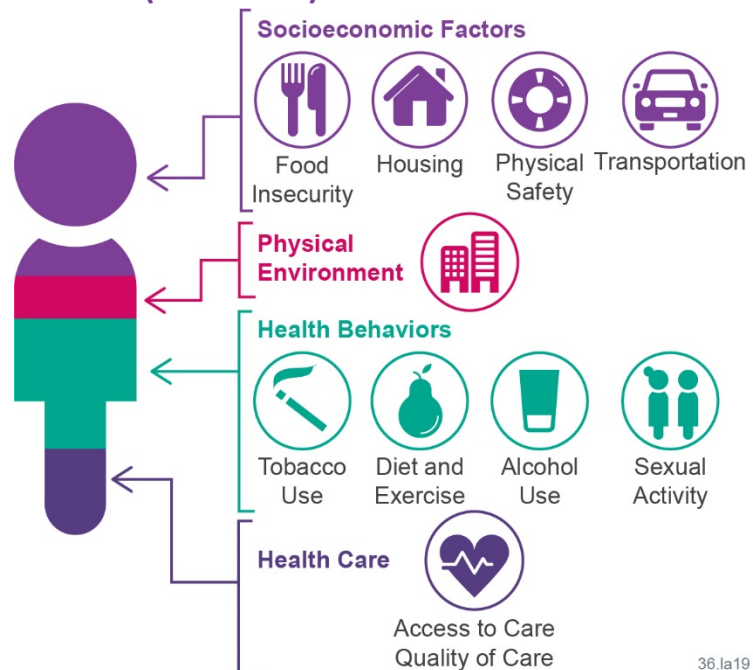 Socioeconomic Factors
Food
Insecurity
Housing
Physical
Safety
Transportation
Physical
Environment
Health Behaviors
Tobacco
Use
Diet and
Exercise
Alcohol
Use
Sexual
Activity
Health Care
Access to Care
Quality of Care
36.la19